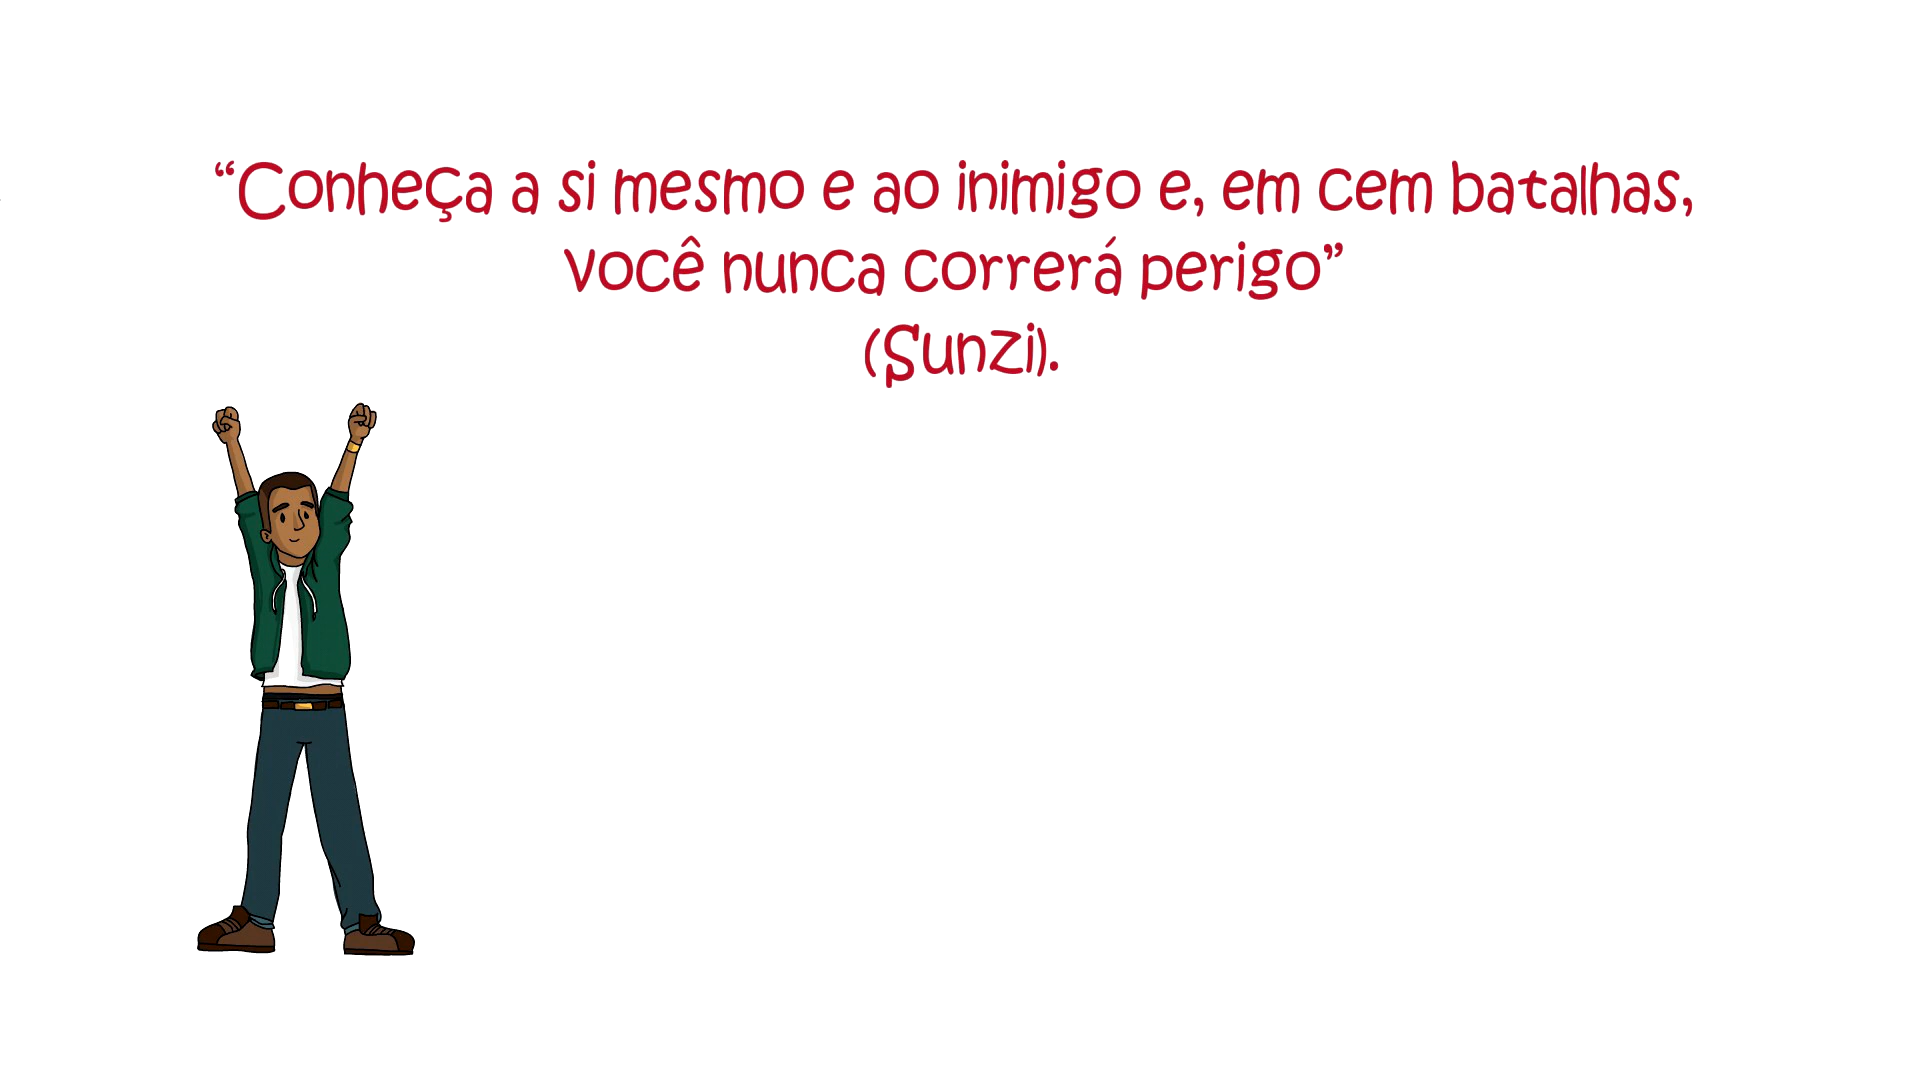 “Conheça a si mesmo e ao inimigo e, em cem batalhas,
você nunca correrá perigo”
(Sunzi).